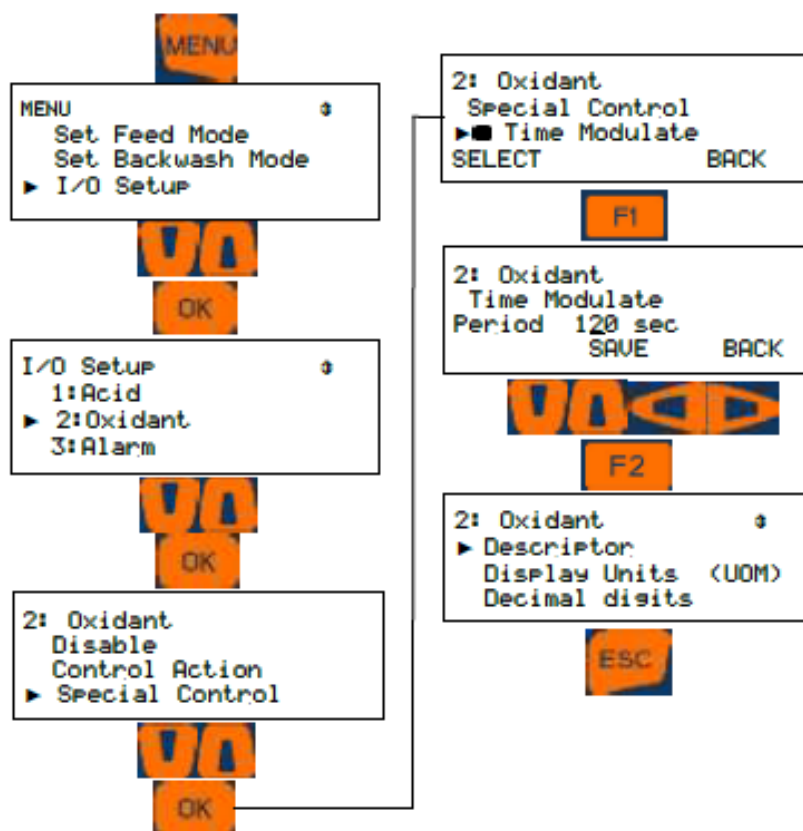 MENU
MENU
Set Feed Mode
Set Backwash Mode
► I/O Setup
OK
I/O Setup
1:Acid
► 2:Oxidant
3:Alarm
OK
2: Oxidant
Disable
Control Action
► Special Control
OK
2: Oxidant
Special Control
►■ Time Modulate
SELECT BACK
F1
2: Oxidant
Time Modulate
Period 120 sec
SAVE BACK
F2
2: Oxidant
► Descriptor
Display Units (UOM)
Decimal digits
ESC